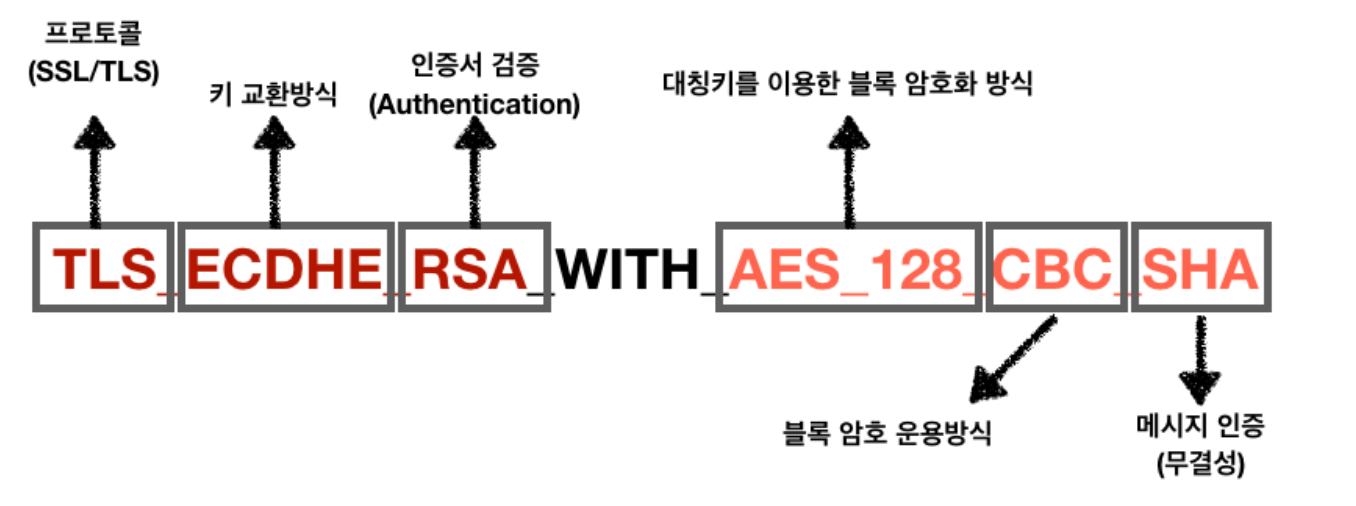 프로토콜
(SSL/TLS)
키 교환방식
인증서 검증
(Authentication)
대칭키를 이용한 블록 암호화 방식
TLS_ECDHE_RSA_WITH_AES_128_CBC_SHA
블록 암호 운용방식
메시지 인증
(무결성)